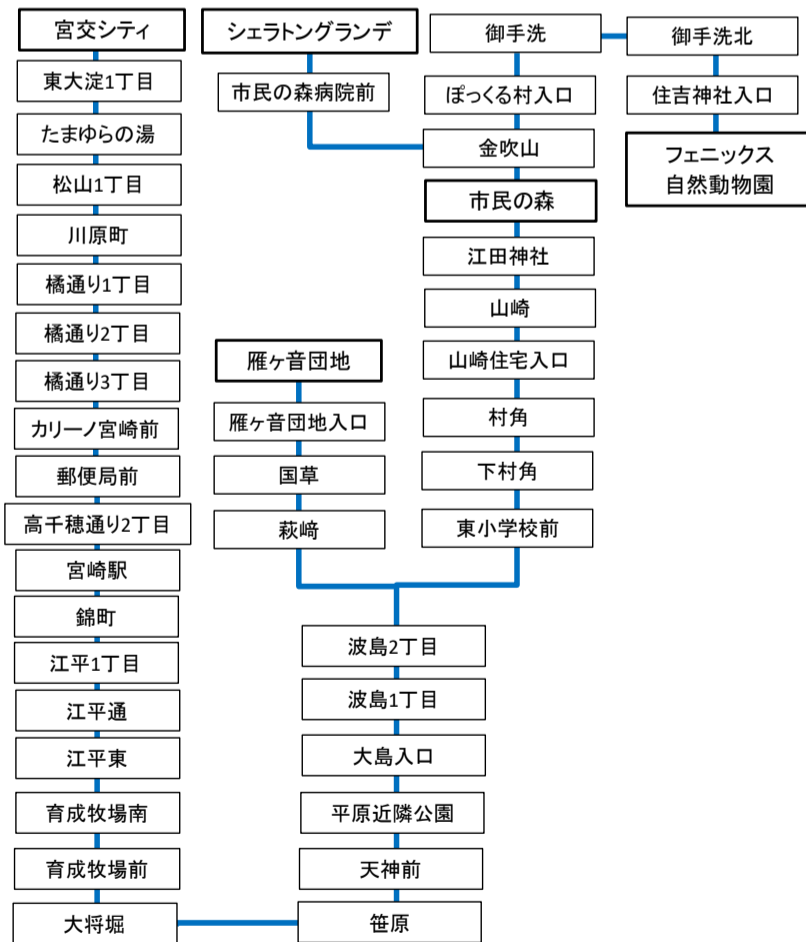 宮交シティ
東大淀1丁目
たまゆらの湯
松山1丁目
川原町
橘通り1丁目
橘通り2丁目
橘通り3丁目
カリーノ宮崎前
郵便局前
高千穂通り2丁目
宮崎駅
錦町
江平1丁目
江平通
江平東
育成牧場南
育成牧場前
大将堀
シェラトングランデ
市民の森病院前
雁ヶ音団地
雁ヶ音団地入口
国草
萩﨑
波島2丁目
波島1丁目
大島入口
平原近隣公園
天神前
笹原
御手洗
ぽっくる村入口
金吹山
市民の森
江田神社
山崎
山崎住宅入口
村角
下村角
東小学校前
御手洗北
住吉神社入口
フェニックス
自然動物園